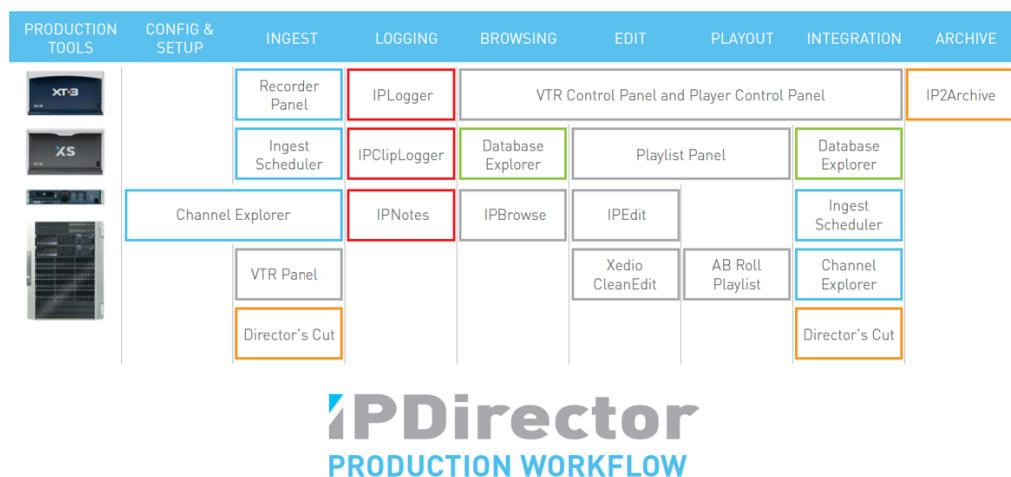 PRODUCTION TOOLS
CONFIG & SETUP
INGEST
LOGGING
BROWSING
EDIT
PLAYOUT
INTEGRATION
ARCHIVE
XT3
Recorder Panel
IPLogger
VTR Control Panel and Player Control Panel
IP2Archive
XS
Ingest Scheduler
IPClipLogger
Database Explorer
Playlist Panel
Database Explorer
Channel Explorer
IPNotes
IPBrowse
IPEdit
Ingest Scheduler
VTR Panel
Xedio CleanEdit
AB Roll Playlist
Channel Explorer
Director's Cut
Director's Cut
IPDirector
PRODUCTION WORKFLOW